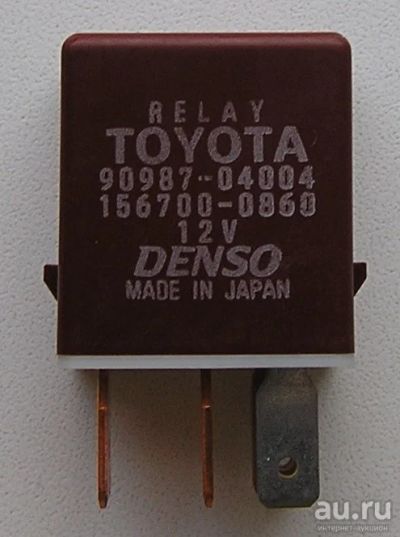 RELAY
TOYOTA
90987-04004
156700-0860
12V
DENSO
MADE IN JAPAN
au.ru
интернет-аукцион